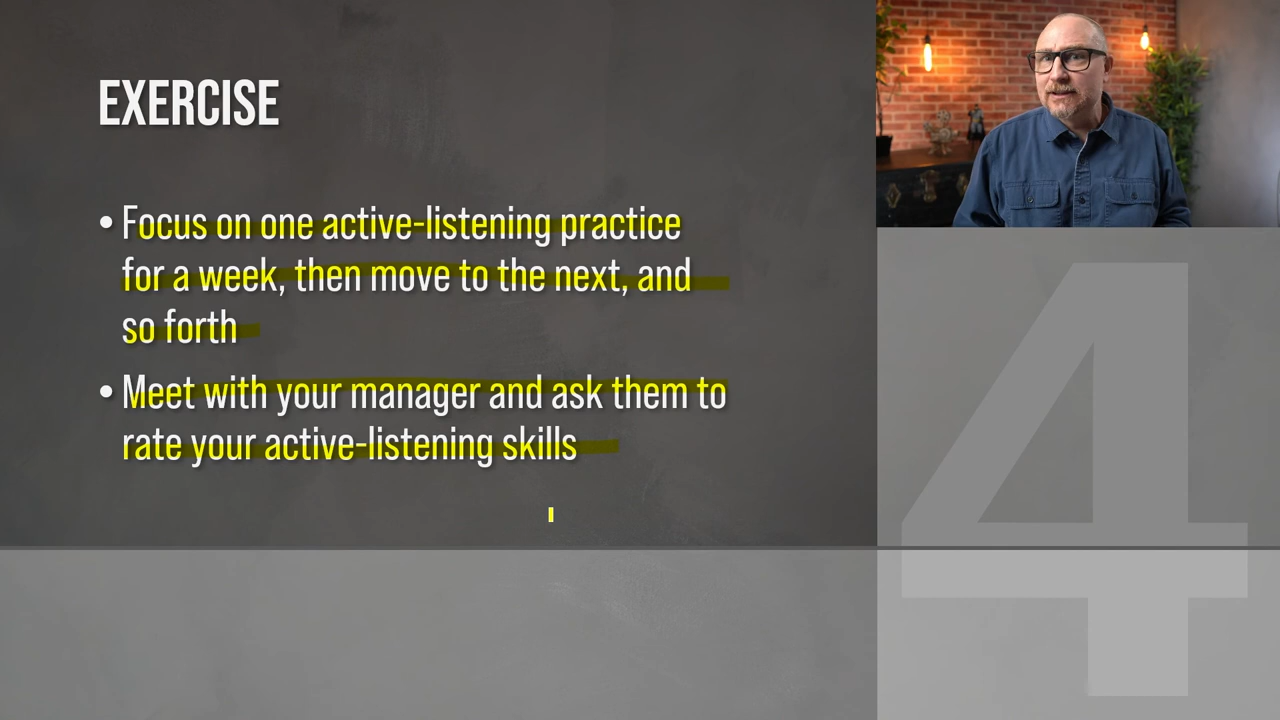 EXERCISE
• Focus on one active-listening practice
for a week, then move to the next, and
so forth
• Meet with your manager and ask them to
rate your active-listening skills
4